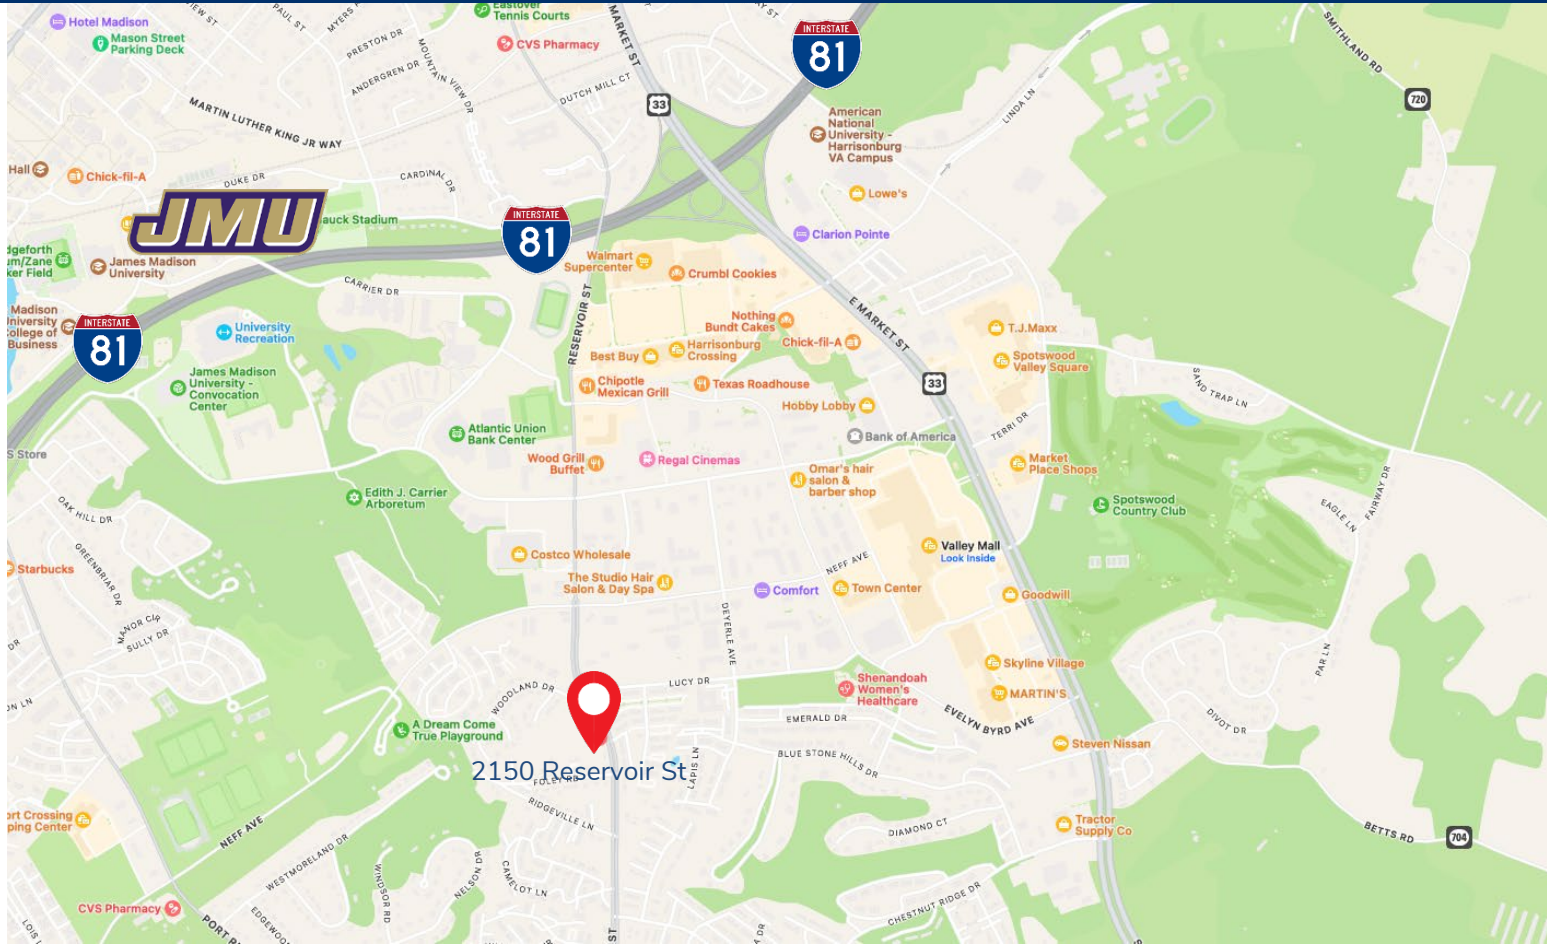 Hotel Madison
Mason Street
Parking Deck
VIEW ST
PAUL ST
PRESTON DR
ANDERGREN DR
MOUNTAIN VIEW DR
Eastover
Tennis Courts
CVS Pharmacy
DUTCH MILL CT
MARKET ST
33
INTERSTATE
81
SMITHLAND RD
720
LINDA LN
American
National
University -
Harrisonburg
VA Campus
MARTIN LUTHER KING JR WAY
Hall
Chick-fil-A
DUKE DR
CARDINAL DR
Lowe's
JMU
auck Stadium
INTERSTATE
81
Clarion Pointe
James Madison
University
CARRIER DR
Walmart
Supercenter
Crumbl Cookies
RESERVOIR ST
E MARKET ST
Madison
University
College of
Business
INTERSTATE
81
University
Recreation
Nothing
Bundt Cakes
Chick-fil-A
T.J.Maxx
Best Buy
Harrisonburg
Crossing
Spotswood
Valley Square
James Madison
University -
Convocation
Center
Chipotle
Mexican Grill
Texas Roadhouse
33
SAND TRAP LN
Hobby Lobby
Atlantic Union
Bank Center
Bank of America
TERRI DR
S Store
Wood Grill
Buffet
Regal Cinemas
Omar's hair
salon &
barber shop
Market
Place Shops
Edith J. Carrier
Arboretum
Spotswood
Country Club
EAGLE LN
FAIRWAY DR
OAK HILL DR
Starbucks
GREENBRIAR DR
Costco Wholesale
Valley Mall
Look Inside
NEFF AVE
The Studio Hair
Salon & Day Spa
Comfort
Town Center
Goodwill
MANOR
SULLY DR
DEYERLE AVE
PAR LN
Skyline Village
WOODLAND DR
LUCY DR
Shenandoah
Women's
Healthcare
MARTIN'S
EVELYN BYRD AVE
A Dream Come
True Playground
EMERALD DR
DIVOT DR
Steven Nissan
BLUE STONE HILLS DR
LAPIS LN
2150 Reservoir St
RIDGEVILLE LN
ort Crossing
ping Center
NEFF AVE
DIAMOND CT
Tractor
Supply Co
BETTS RD
704
WESTMORELAND DR
WINDSOR RD
NELSON DR
CAMELOT LN
CHESTNUT RIDGE DR
CVS Pharmacy